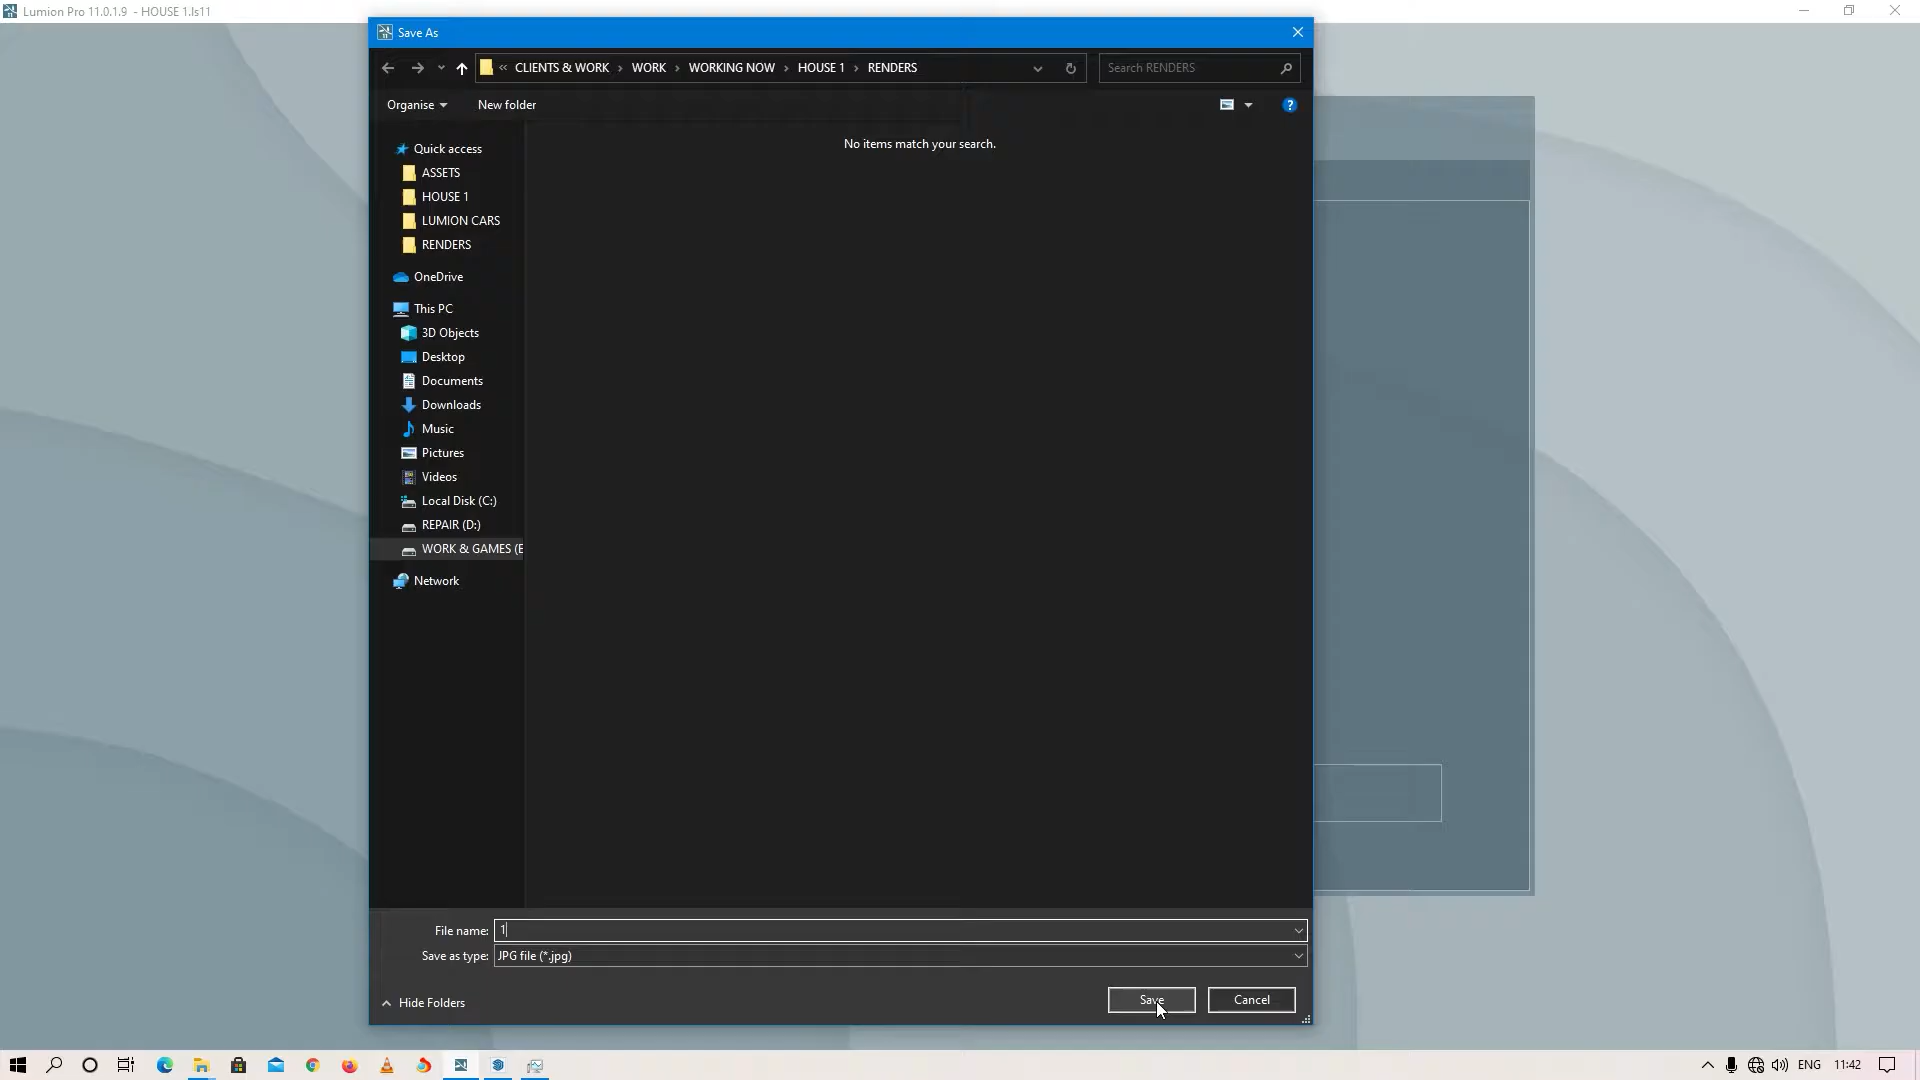 Lumion Pro 11.0.1.9 - HOUSE 1.ls11
Save As
« CLIENTS & WORK › WORK › WORKING NOW › HOUSE 1 › RENDERS
Search RENDERS
Organise
New folder
?
No items match your search.
Quick access
ASSETS
HOUSE 1
LUMION CARS
RENDERS
OneDrive
This PC
3D Objects
Desktop
Documents
Downloads
Music
Pictures
Videos
Local Disk (C:)
REPAIR (D:)
WORK & GAMES (E
Network
File name: 1
Save as type: JPG file (*.jpg)
Hide Folders
Save
Cancel
ENG
11:42